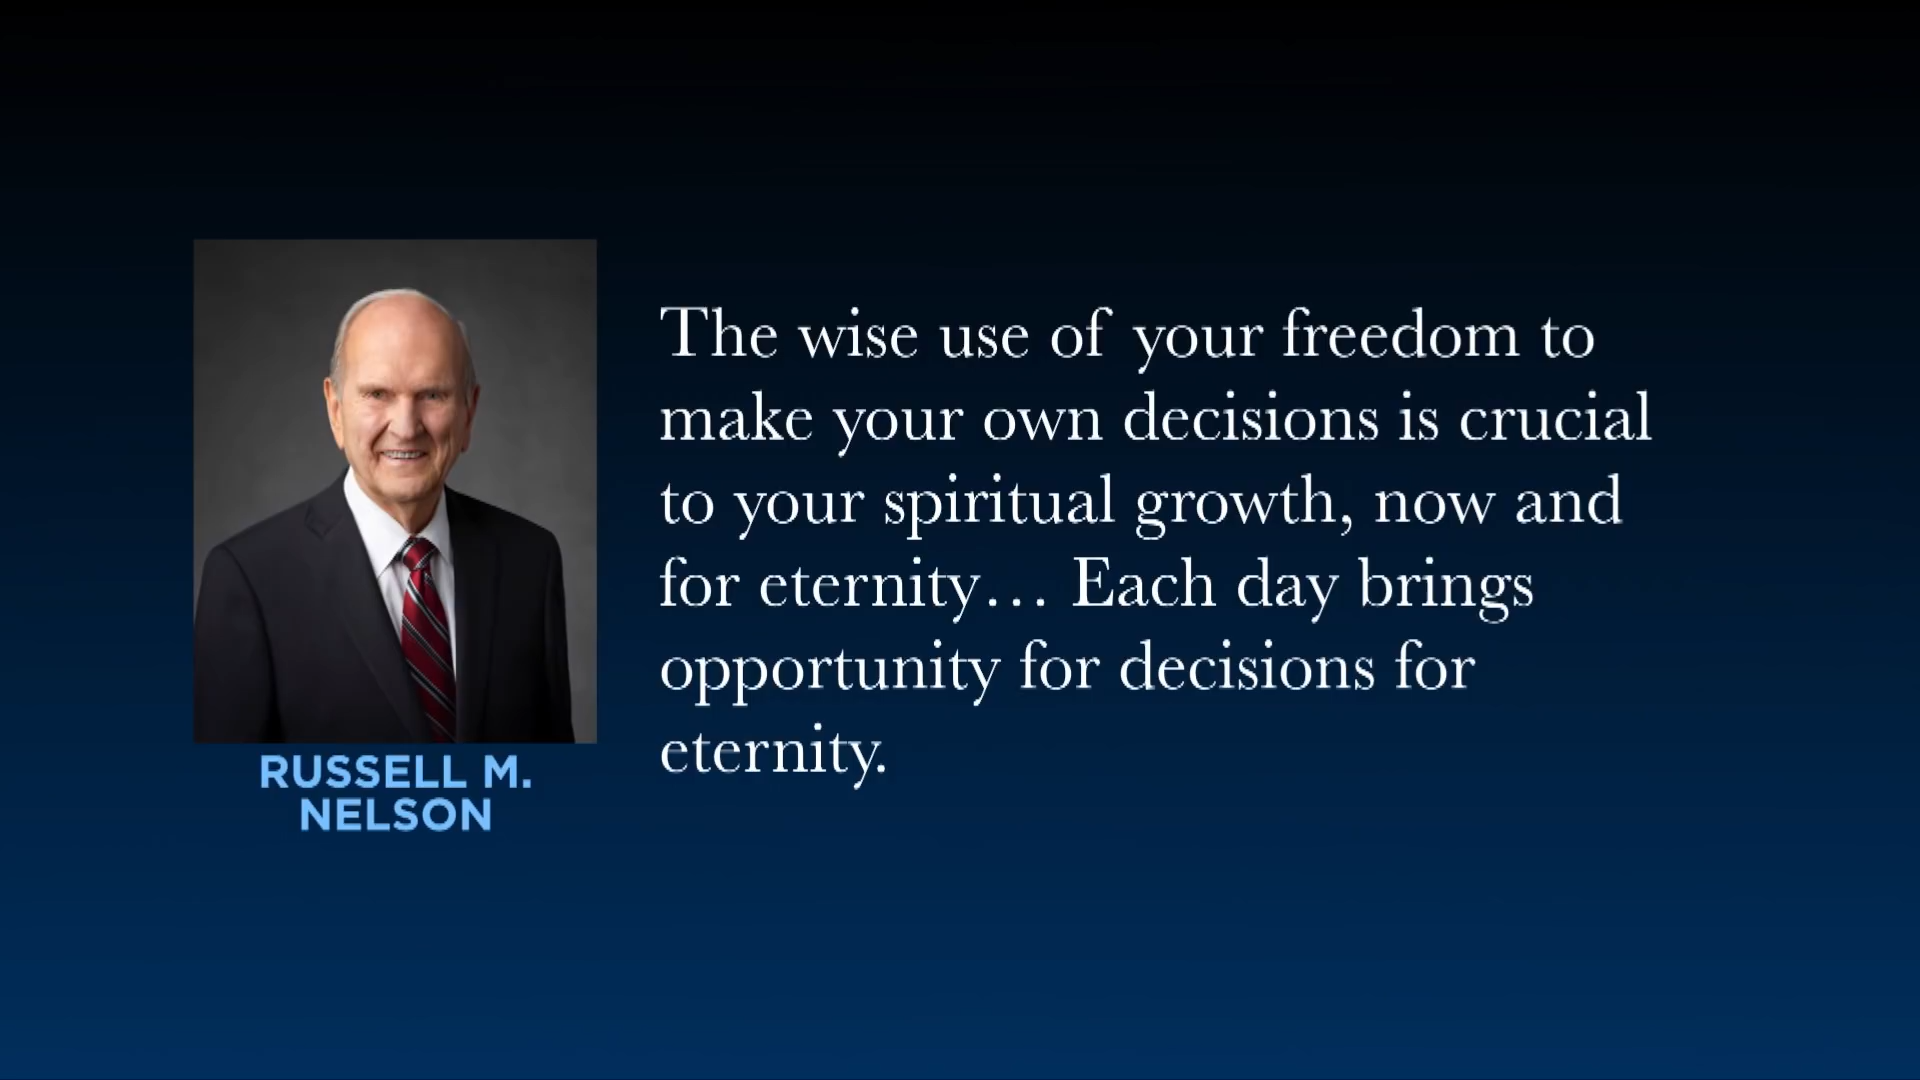 The wise use of your freedom to
make your own decisions is crucial
to your spiritual growth, now and
for eternity… Each day brings
opportunity for decisions for
eternity.
RUSSELL M.
NELSON